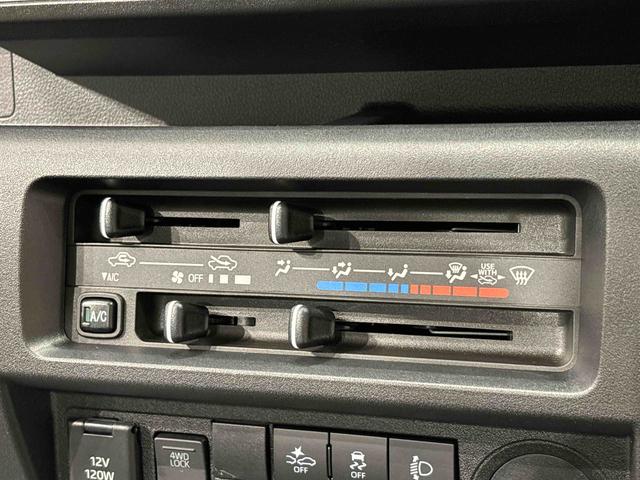 ▼A/C
OFF
USE
WITH
A/C
12V
120W
4WD
LOCK
OFF
OFF